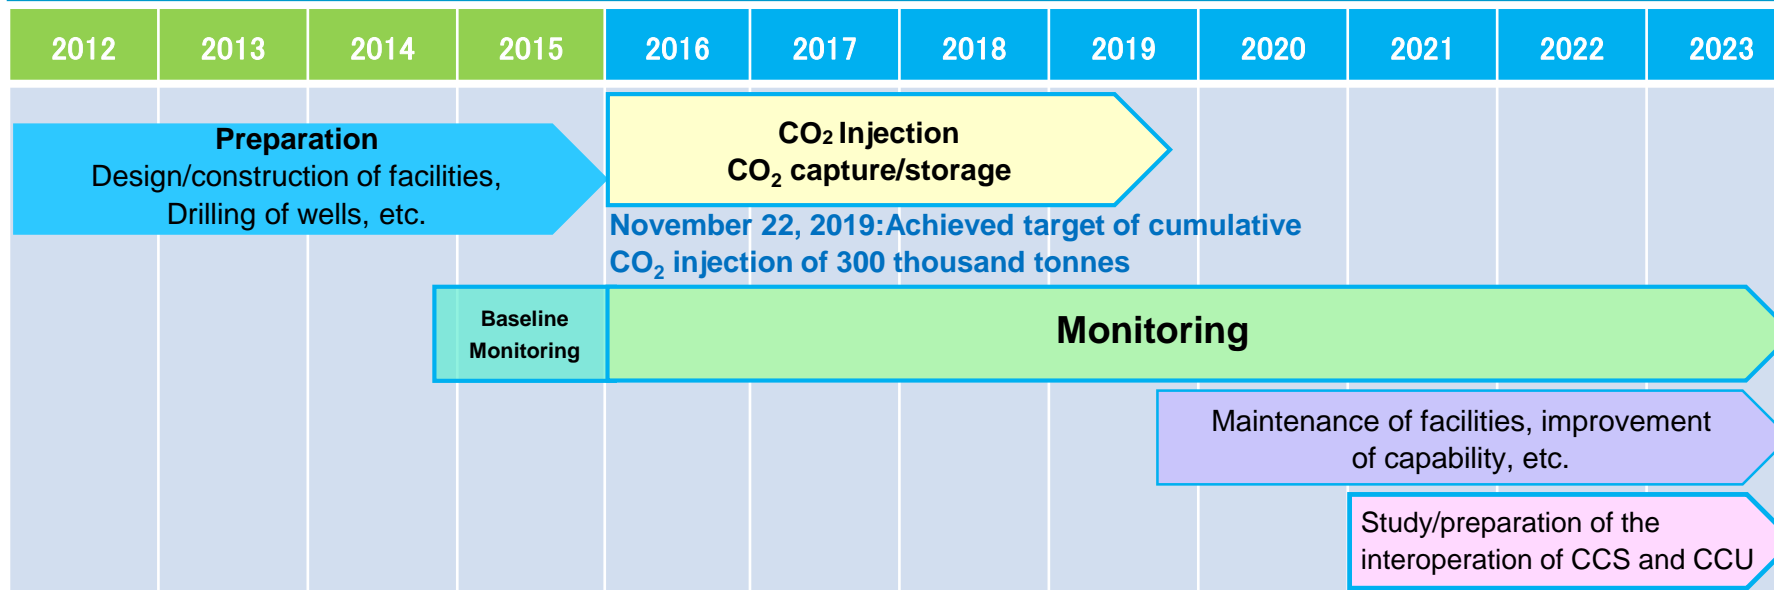 2012 2013 2014 2015 2016 2017 2018 2019 2020 2021 2022 2023
Preparation
Design/construction of facilities,
Drilling of wells, etc.
CO₂ Injection
CO₂ capture/storage
November 22, 2019:Achieved target of cumulative
CO₂ injection of 300 thousand tonnes
Baseline
Monitoring
Monitoring
Maintenance of facilities, improvement
of capability, etc.
Study/preparation of the
interoperation of CCS and CCU